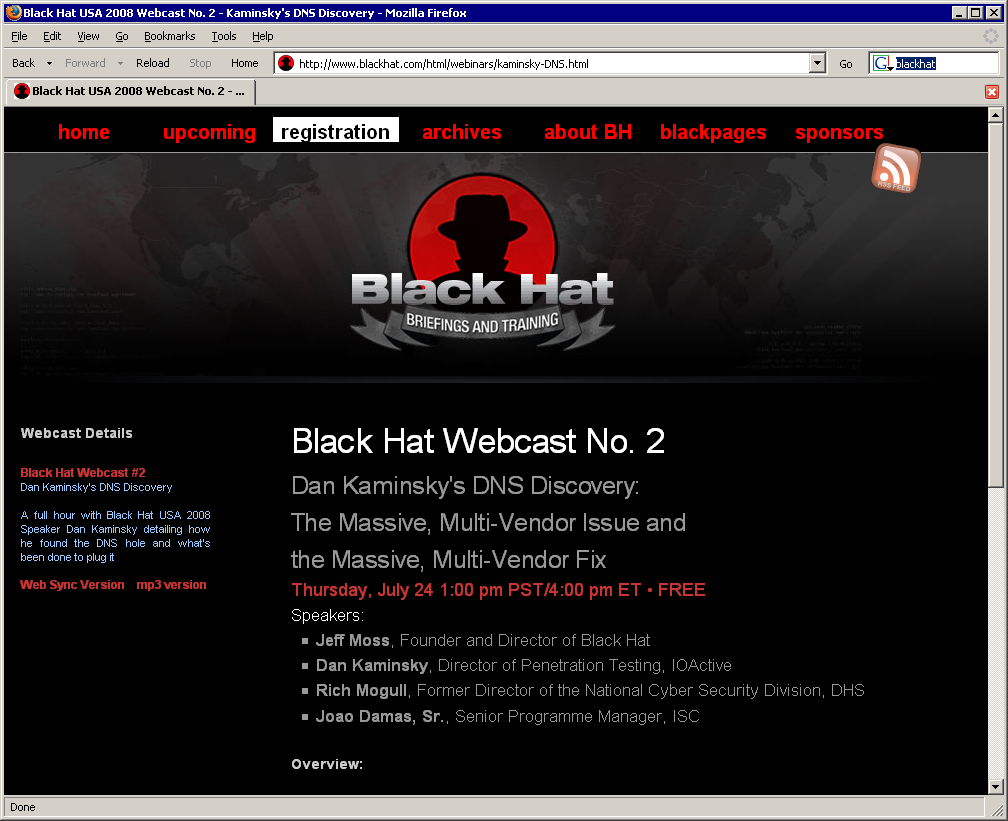 Black Hat USA 2008 Webcast No. 2 - Kaminsky's DNS Discovery - Mozilla Firefox
File Edit View Go Bookmarks Tools Help
Back Forward Reload Stop Home http://www.blackhat.com/html/webinars/kaminsky-DNS.html Go G blackhat
Black Hat USA 2008 Webcast No. 2 - ...
home upcoming registration archives about BH blackpages sponsors
RSS FEED
Black Hat
BRIEFINGS AND TRAINING
Webcast Details
Black Hat Webcast #2
Dan Kaminsky's DNS Discovery
A full hour with Black Hat USA 2008
Speaker Dan Kaminsky detailing how
he found the DNS hole and what's
been done to plug it
Web Sync Version mp3 version
Black Hat Webcast No. 2
Dan Kaminsky's DNS Discovery:
The Massive, Multi-Vendor Issue and
the Massive, Multi-Vendor Fix
Thursday, July 24 1:00 pm PST/4:00 pm ET • FREE
Speakers:
Jeff Moss, Founder and Director of Black Hat
Dan Kaminsky, Director of Penetration Testing, IOActive
Rich Mogull, Former Director of the National Cyber Security Division, DHS
Joao Damas, Sr., Senior Programme Manager, ISC
Overview:
Done